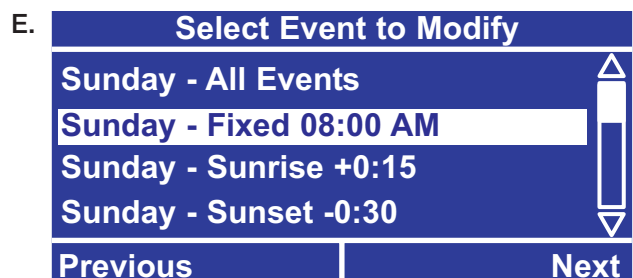 E.
Select Event to Modify
Sunday - All Events
Sunday - Fixed 08:00 AM
Sunday - Sunrise +0:15
Sunday - Sunset -0:30
Previous Next